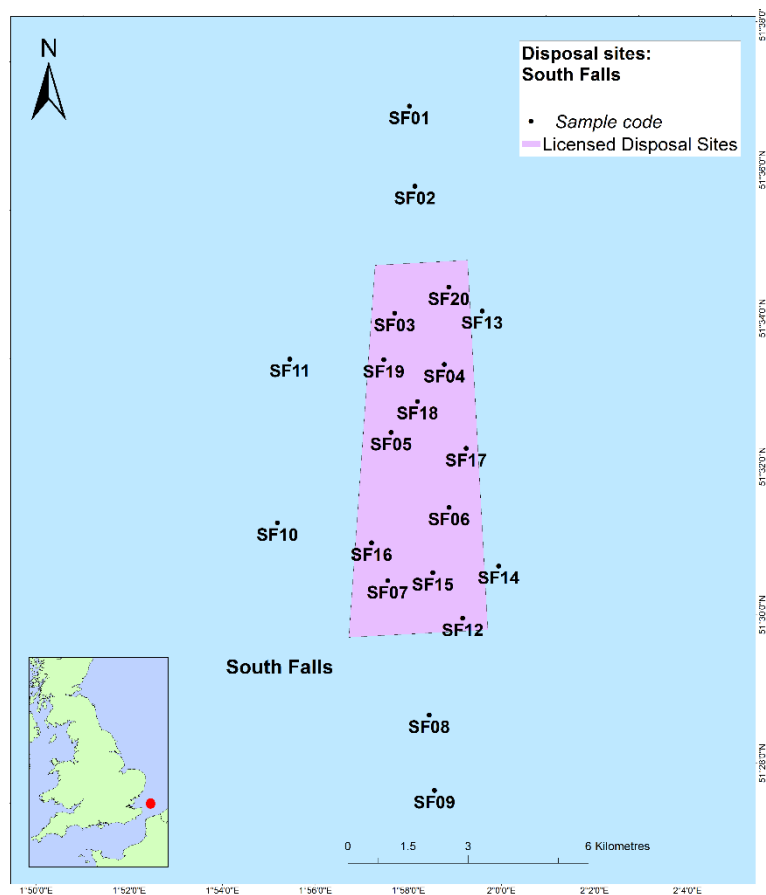 N
Disposal sites:
South Falls
Sample code
Licensed Disposal Sites
51°38'0"
SF01
51°36'0"N
SF02
SF20
51°34'0"N
SF03
SF13
SF11
SF19
SF04
SF18
SF05
51°32'0"N
SF17
SF06
SF10
SF16
SF14
SF15
SF07
51°30'0"N
SF12
South Falls
SF08
51°28'0"N
SF09
0 1.5 3 6 Kilometres
1°50'0"E 1°52'0"E 1°54'0"E 1°56'0"E 1°58'0"E 2°0'0"E 2°2'0"E 2°4'0"E